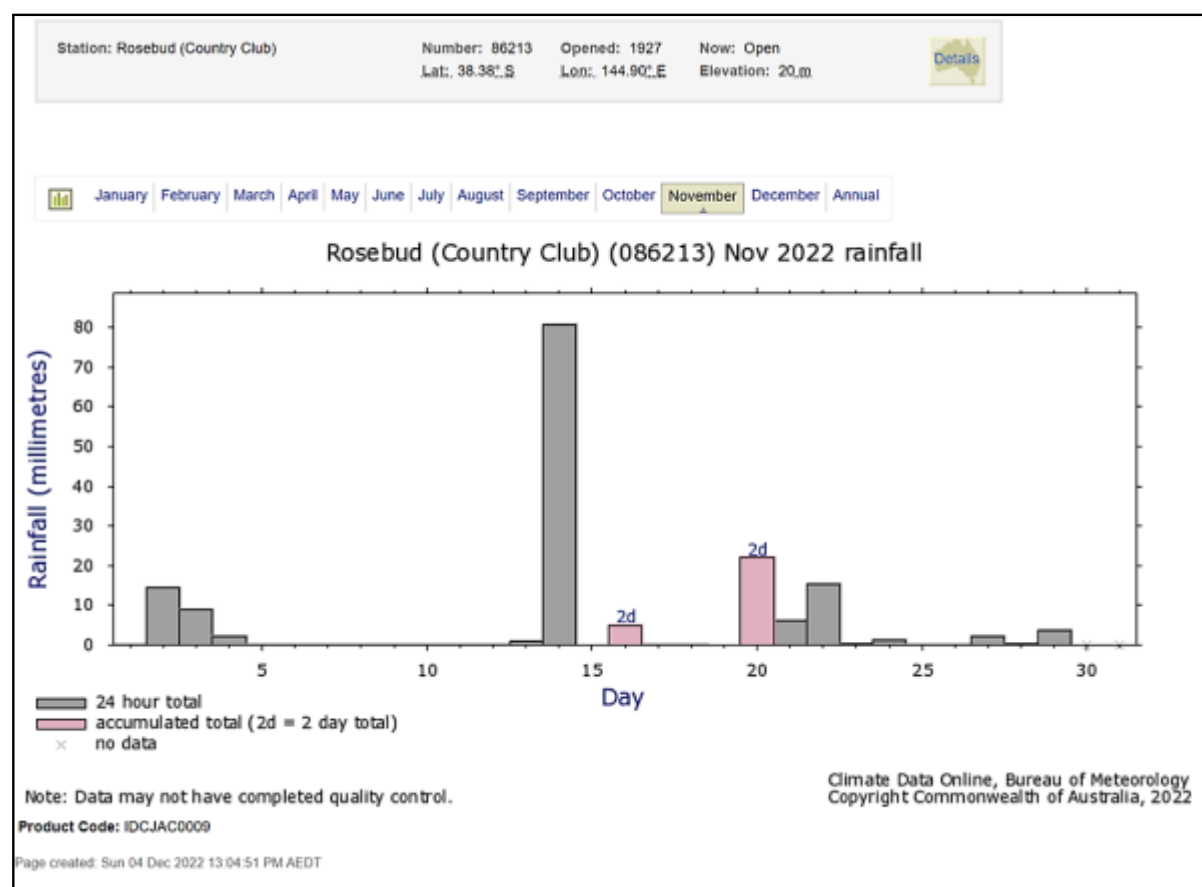 Station: Rosebud (Country Club) Number: 86213 Opened: 1927 Now: Open
Lat: 38.38° S Lon: 144.90° E Elevation: 20 m
Details
January February March April May June July August September October November December Annual
Rosebud (Country Club) (086213) Nov 2022 rainfall
Rainfall (millimetres)
80
70
60
50
40
30
20
10
0
2d
2d
5 10 15 20 25 30
Day
24 hour total
accumulated total (2d = 2 day total)
no data
Climate Data Online, Bureau of Meteorology
Note: Data may not have completed quality control. Copyright Commonwealth of Australia, 2022
Product Code: IDCJAC0009
Page created: Sun 04 Dec 2022 13:04:51 PM AEDT